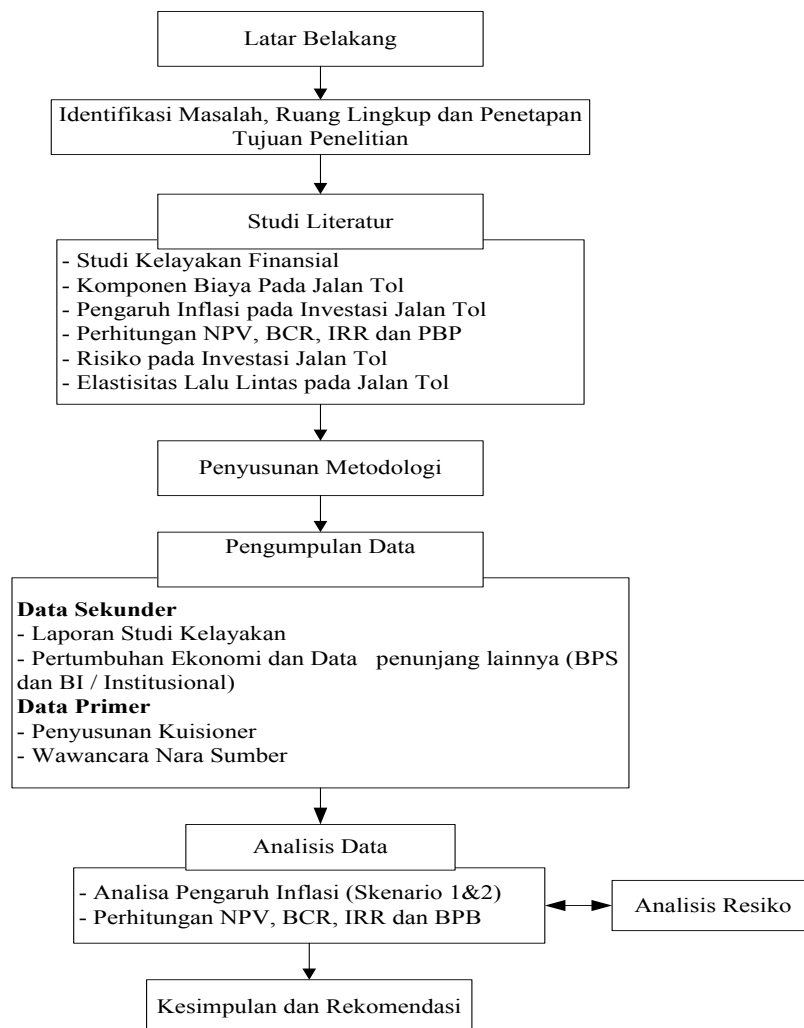 Latar Belakang
Identifikasi Masalah, Ruang Lingkup dan Penetapan
Tujuan Penelitian
Studi Literatur
- Studi Kelayakan Finansial
- Komponen Biaya Pada Jalan Tol
- Pengaruh Inflasi pada Investasi Jalan Tol
- Perhitungan NPV, BCR, IRR dan PBP
- Risiko pada Investasi Jalan Tol
- Elastisitas Lalu Lintas pada Jalan Tol
Penyusunan Metodologi
Pengumpulan Data
Data Sekunder
- Laporan Studi Kelayakan
- Pertumbuhan Ekonomi dan Data penunjang lainnya (BPS
dan BI / Institusional)
Data Primer
- Penyusunan Kuisioner
- Wawancara Nara Sumber
Analisis Data
- Analisa Pengaruh Inflasi (Skenario 1&2)
- Perhitungan NPV, BCR, IRR dan BPB
Analisis Resiko
Kesimpulan dan Rekomendasi